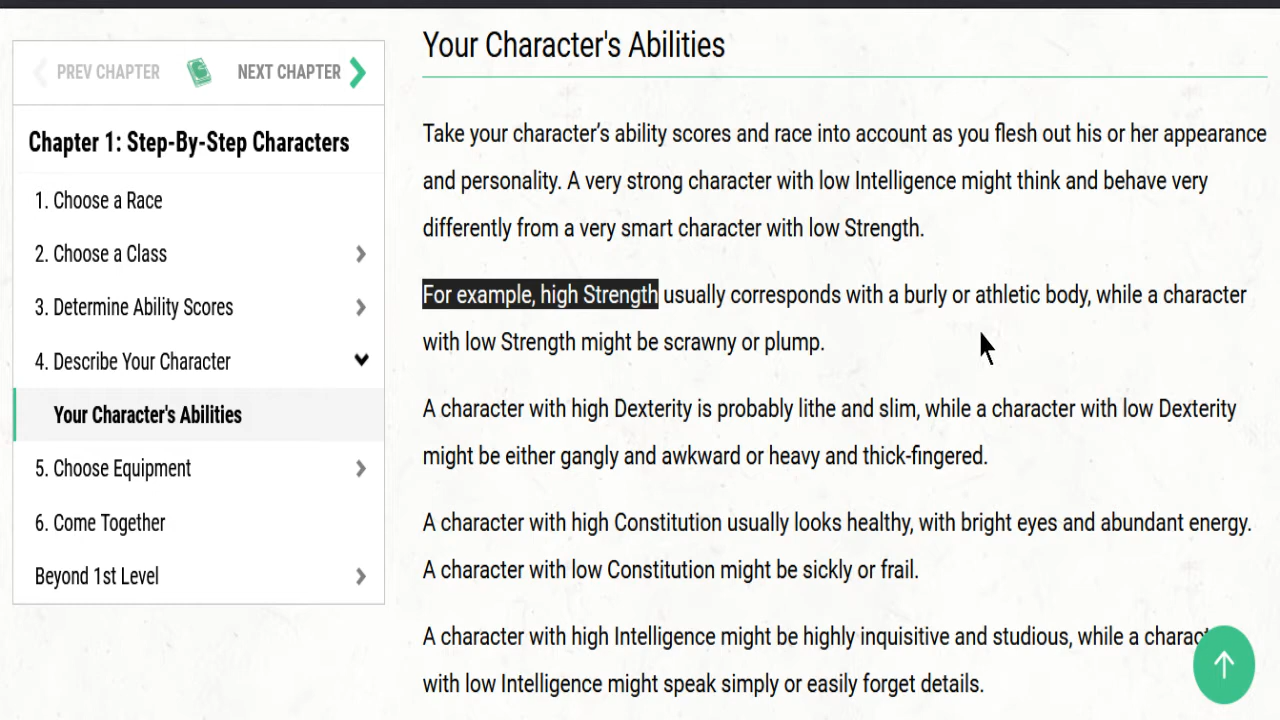 PREV CHAPTER
NEXT CHAPTER
Chapter 1: Step-By-Step Characters
1. Choose a Race
2. Choose a Class
3. Determine Ability Scores
4. Describe Your Character
Your Character's Abilities
5. Choose Equipment
6. Come Together
Beyond 1st Level
Your Character's Abilities
Take your character’s ability scores and race into account as you flesh out his or her appearance
and personality. A very strong character with low Intelligence might think and behave very
differently from a very smart character with low Strength.
For example, high Strength usually corresponds with a burly or athletic body, while a character
with low Strength might be scrawny or plump.
A character with high Dexterity is probably lithe and slim, while a character with low Dexterity
might be either gangly and awkward or heavy and thick-fingered.
A character with high Constitution usually looks healthy, with bright eyes and abundant energy.
A character with low Constitution might be sickly or frail.
A character with high Intelligence might be highly inquisitive and studious, while a
with low Intelligence might speak simply or easily forget details.